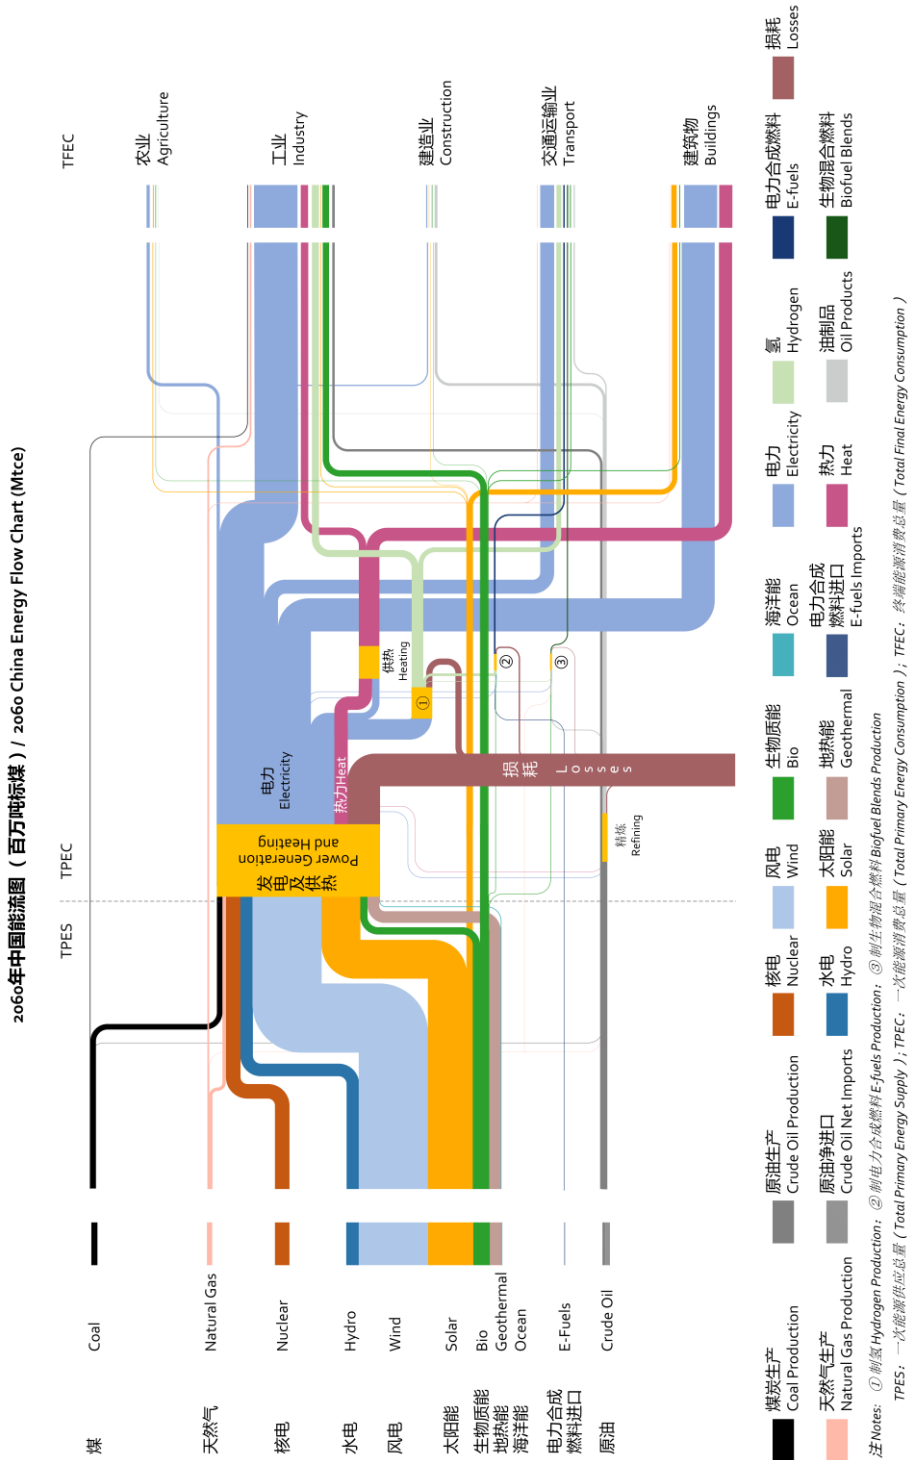 2060年中国能流图（百万吨标煤）/ 2060 China Energy Flow Chart (Mtce)
TPES
TPEC
TFEC
煤
Coal
天然气
Natural Gas
核电
Nuclear
水电
Hydro
风电
Wind
太阳能
Solar
生物质能
Bio
地热能
Geothermal
海洋能
Ocean
电力合成
燃料进口
E-Fuels
原油
Crude Oil
发电及供热
Power Generation
and Heating
电力
Electricity
热力Heat
损耗
Losses
精炼
Refining
供热
Heating
①
②
③
农业
Agriculture
工业
Industry
建造业
Construction
交通运输业
Transport
建筑物
Buildings
煤炭生产
Coal Production
原油生产
Crude Oil Production
核电
Nuclear
风电
Wind
生物质能
Bio
海洋能
Ocean
电力
Electricity
氢
Hydrogen
电力合成燃料
E-fuels
损耗
Losses
天然气生产
Natural Gas Production
原油净进口
Crude Oil Net Imports
水电
Hydro
太阳能
Solar
地热能
Geothermal
电力合成
燃料进口
E-fuels Imports
热力
Heat
油制品
Oil Products
生物混合燃料
Biofuel Blends
注 Notes: ①制氢 Hydrogen Production; ②制电力合成燃料 E-fuels Production; ③制生物混合燃料 Biofuel Blends Production
TPES: 一次能源供应总量（Total Primary Energy Supply）; TPEC: 一次能源消费总量（Total Primary Energy Consumption）; TFEC: 终端能源消费总量（Total Final Energy Consumption）